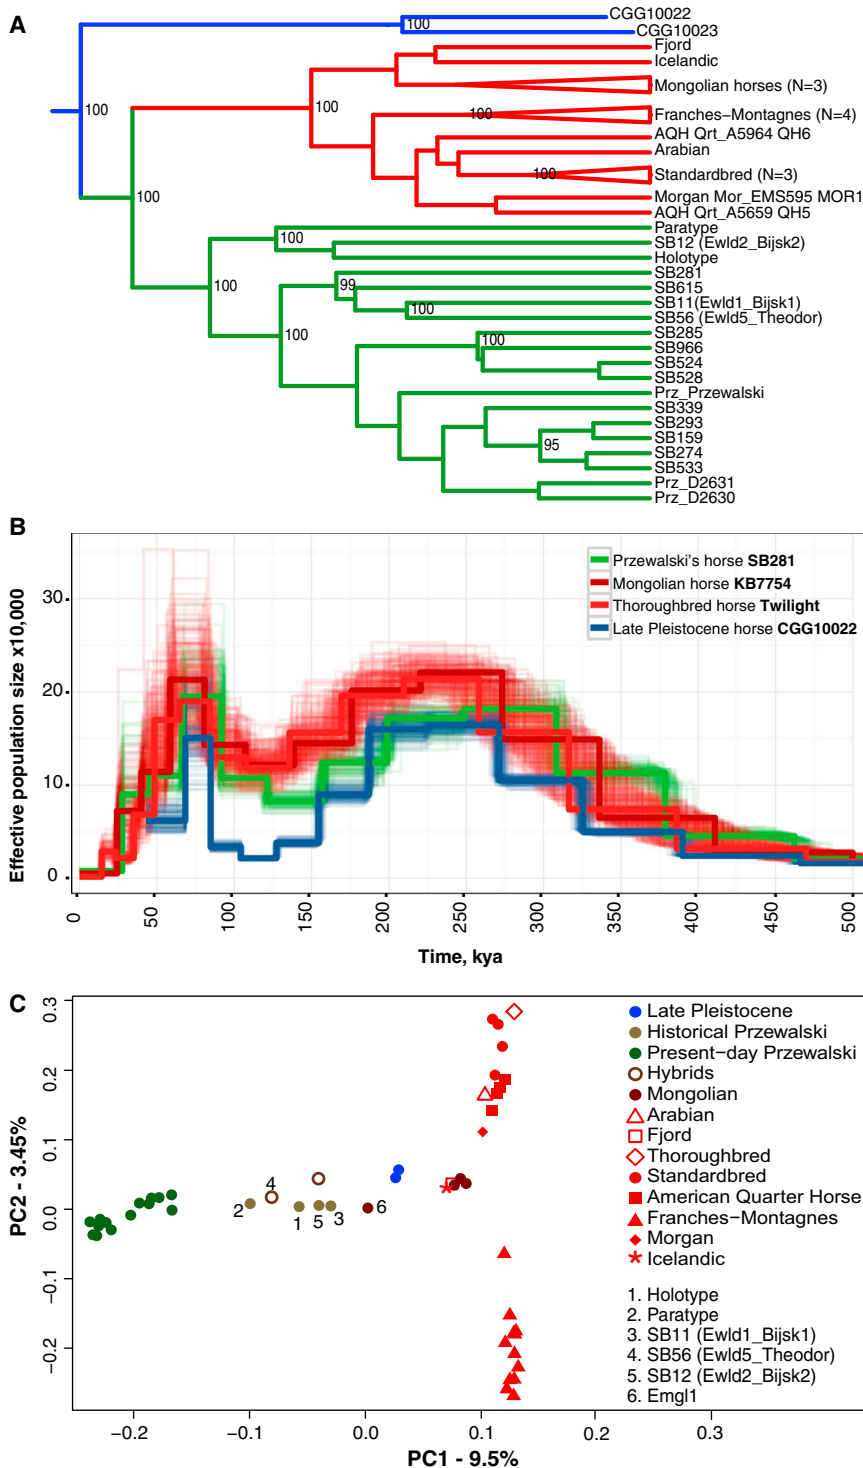 A
CGG10022
100
CGG10023
Fjord
Icelandic
Mongolian horses (N=3)
100
100
100
Franches−Montagnes (N=4)
AQH Qrt_A5964 QH6
Arabian
100
Standardbred (N=3)
100
Morgan Mor_EMS595 MOR1
AQH Qrt_A5659 QH5
Paratype
100
SB12 (Ewld2_Bijsk2)
Holotype
SB281
100
99
SB615
SB11(Ewld1_Bijsk1)
100
SB56 (Ewld5_Theodor)
100
SB285
100
SB966
SB524
SB528
Prz_Przewalski
SB339
SB293
SB159
95
SB274
SB533
Prz_D2631
Prz_D2630
B
Effective population size x10,000
30
20
10
0
Przewalski's horse SB281
Mongolian horse KB7754
Thoroughbred horse Twilight
Late Pleistocene horse CGG10022
0
50
100
150
200
250
300
350
400
450
500
Time, kya
C
PC2 - 3.45%
0.3
0.2
0.1
0.0
−0.1
−0.2
Late Pleistocene
Historical Przewalski
Present−day Przewalski
Hybrids
Mongolian
Arabian
Fjord
Thoroughbred
Standardbred
American Quarter Horse
Franches−Montagnes
Morgan
Icelandic
4
2
1
5
3
6
1. Holotype
2. Paratype
3. SB11 (Ewld1_Bijsk1)
4. SB56 (Ewld5_Theodor)
5. SB12 (Ewld2_Bijsk2)
6. Emgl1
−0.2
−0.1
0.0
0.1
0.2
0.3
PC1 - 9.5%